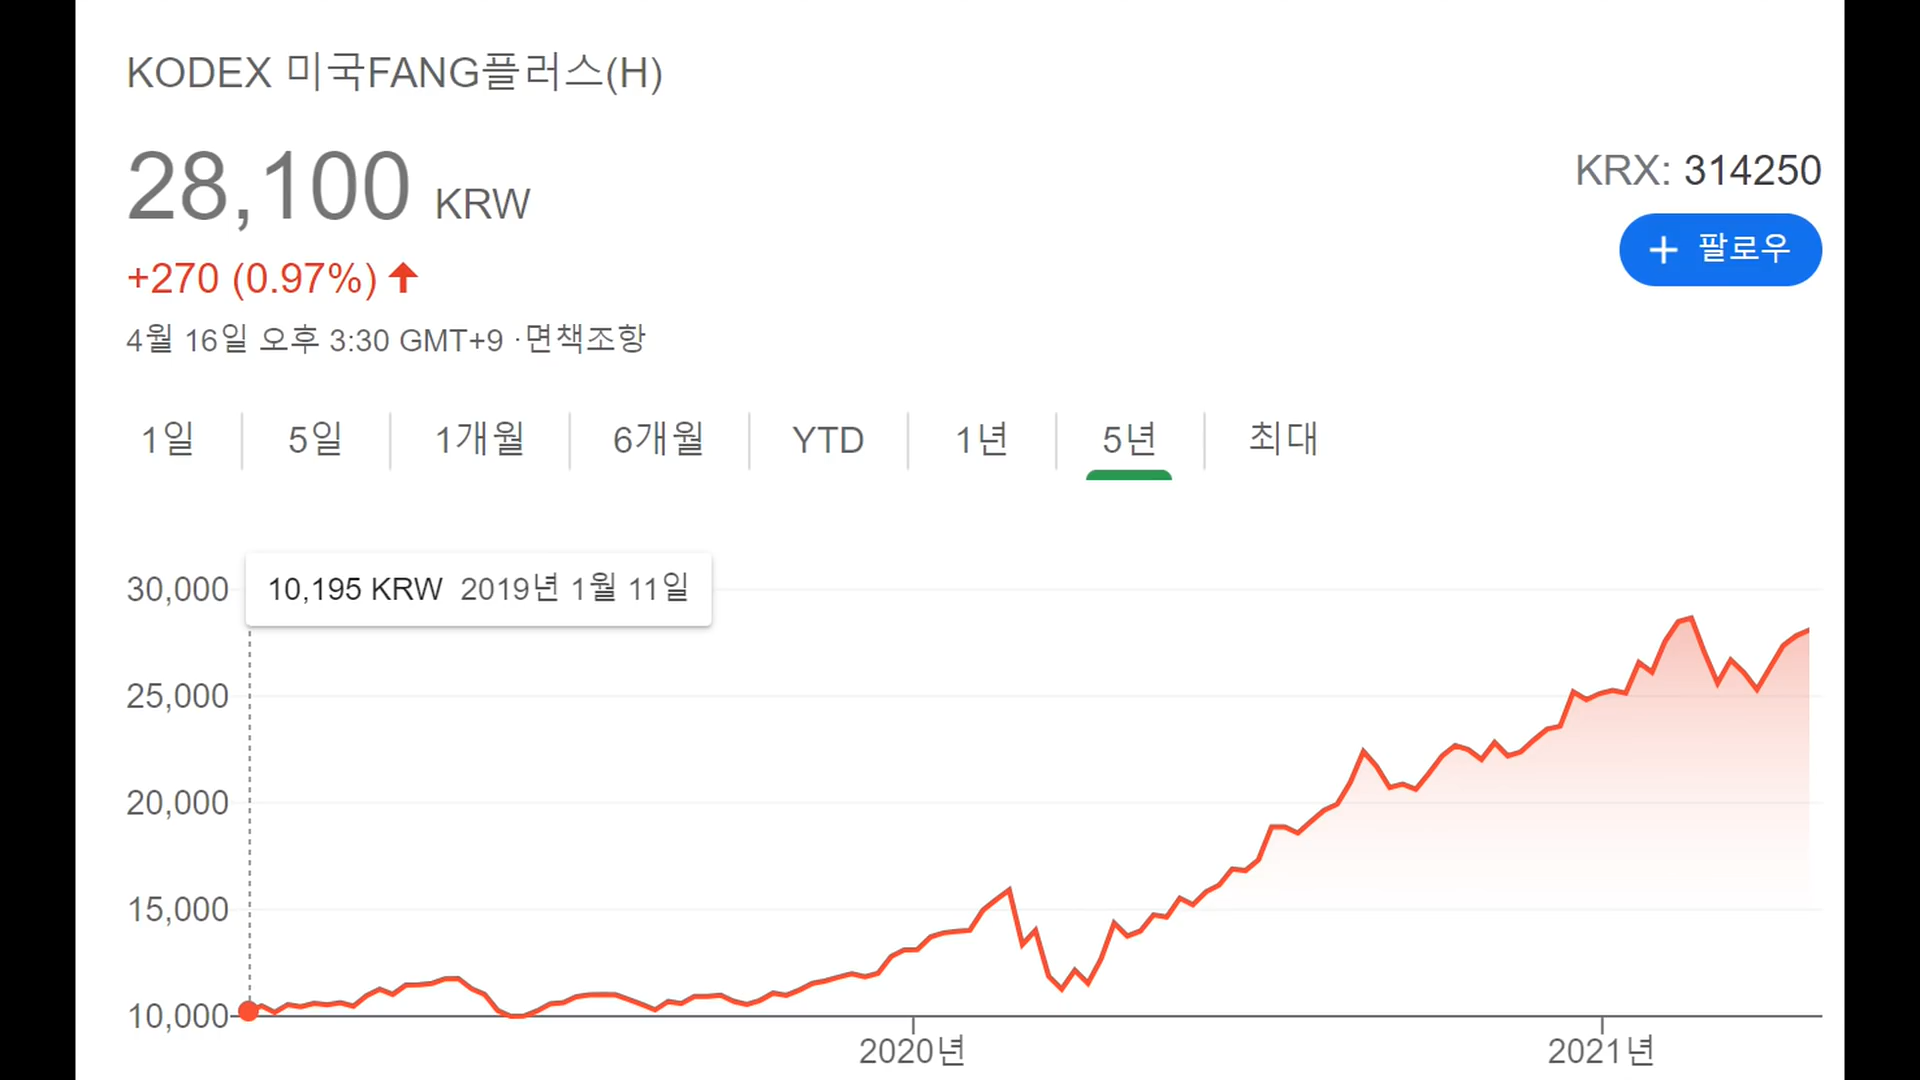 KODEX 미국FANG플러스(H)
28,100 KRW
KRX: 314250
+ 팔로우
+270 (0.97%)
4월 16일 오후 3:30 GMT+9 ·면책조항
1일 5일 1개월 6개월 YTD 1년 5년 최대
10,195 KRW 2019년 1월 11일
30,000
25,000
20,000
15,000
10,000
2020년 2021년